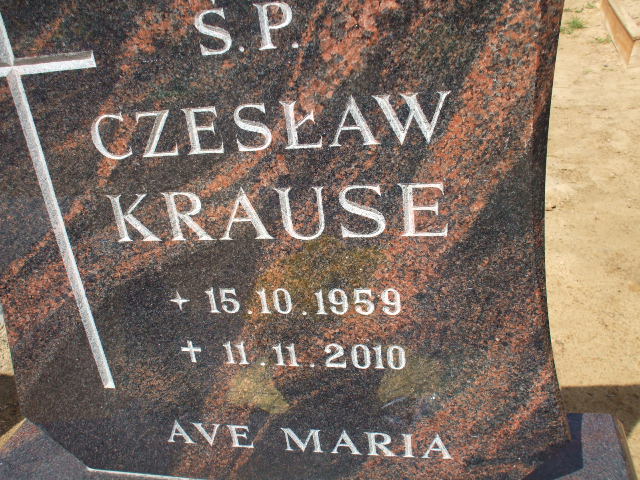 Ś.P.
CZESŁAW
KRAUSE
+ 15.10.1959
+ 11.11.2010
AVE MARIA